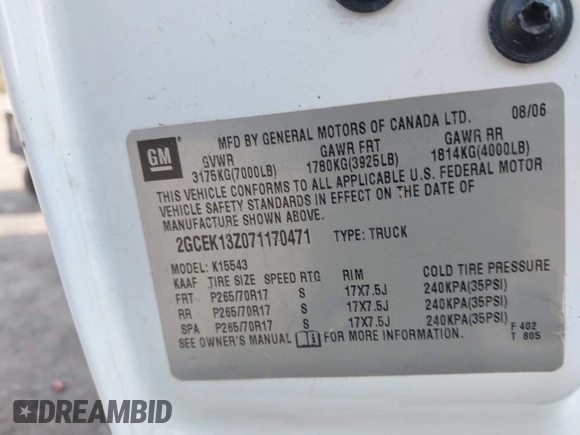 MFD BY GENERAL MOTORS OF CANADA LTD. 08/06
GM
GVWR GAWR FRT GAWR RR
3175KG(7000LB) 1780KG(3925LB) 1814KG(4000LB)
THIS VEHICLE CONFORMS TO ALL APPLICABLE U.S. FEDERAL MOTOR
VEHICLE SAFETY STANDARDS IN EFFECT ON THE DATE OF
MANUFACTURE SHOWN ABOVE.
2GCEK13Z071170471 TYPE: TRUCK
MODEL: K15543
KAAF TIRE SIZE SPEED RTG RIM COLD TIRE PRESSURE
FRT P265/70R17 S 17X7.5J 240KPA(35PSI)
RR P265/70R17 S 17X7.5J 240KPA(35PSI)
SPA P265/70R17 S 17X7.5J 240KPA(35PSI)
SEE OWNER'S MANUAL FOR MORE INFORMATION.
F 402
T 805
DREAMBID